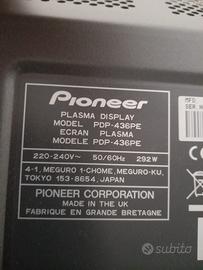 Pioneer
PLASMA DISPLAY
MODEL PDP-436PE
ECRAN PLASMA
MODELE PDP-436PE
220-240V~ 50/60Hz 292W
4-1, MEGURO 1-CHOME, MEGURO-KU,
TOKYO 153-8654, JAPAN
PIONEER CORPORATION
MADE IN THE UK
FABRIQUE EN GRANDE BRETAGNE
MFD
SER. N
subito